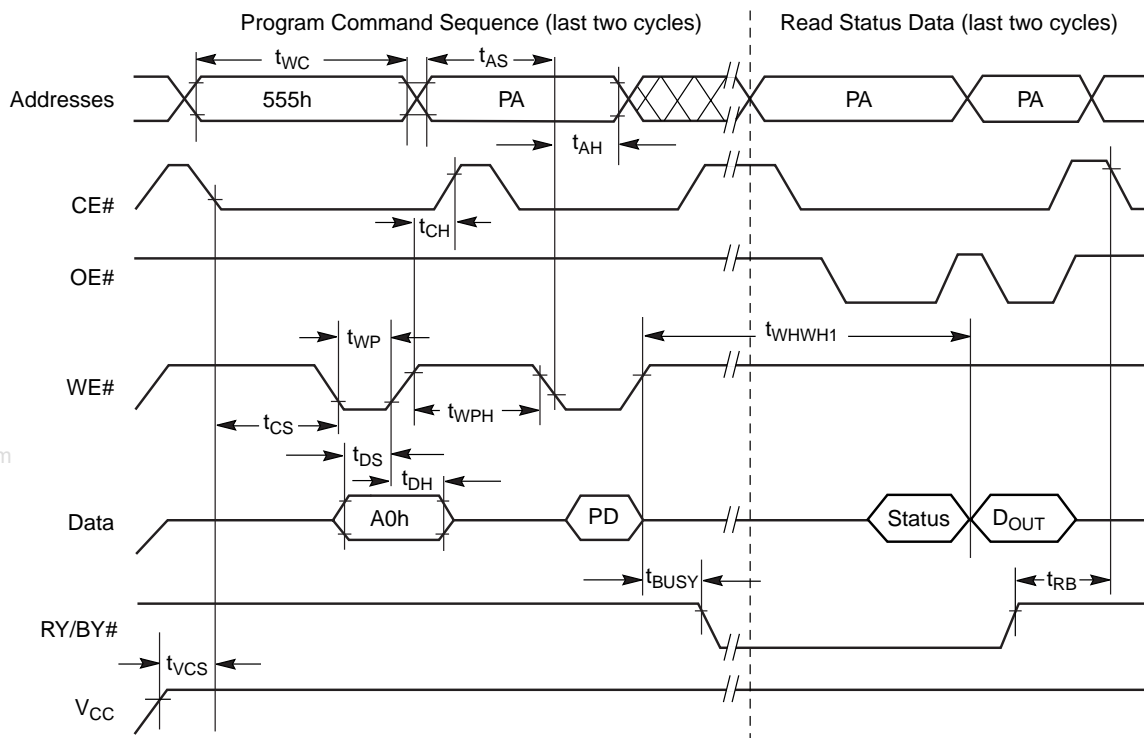 Program Command Sequence (last two cycles)
Read Status Data (last two cycles)
tWC
tAS
Addresses
555h
PA
PA
PA
tAH
CE#
tCH
OE#
tWHWH1
tWP
WE#
tCS
tWPH
m
tDS
tDH
Data
A0h
PD
Status
DOUT
tBUSY
tRB
RY/BY#
tVCS
VCC